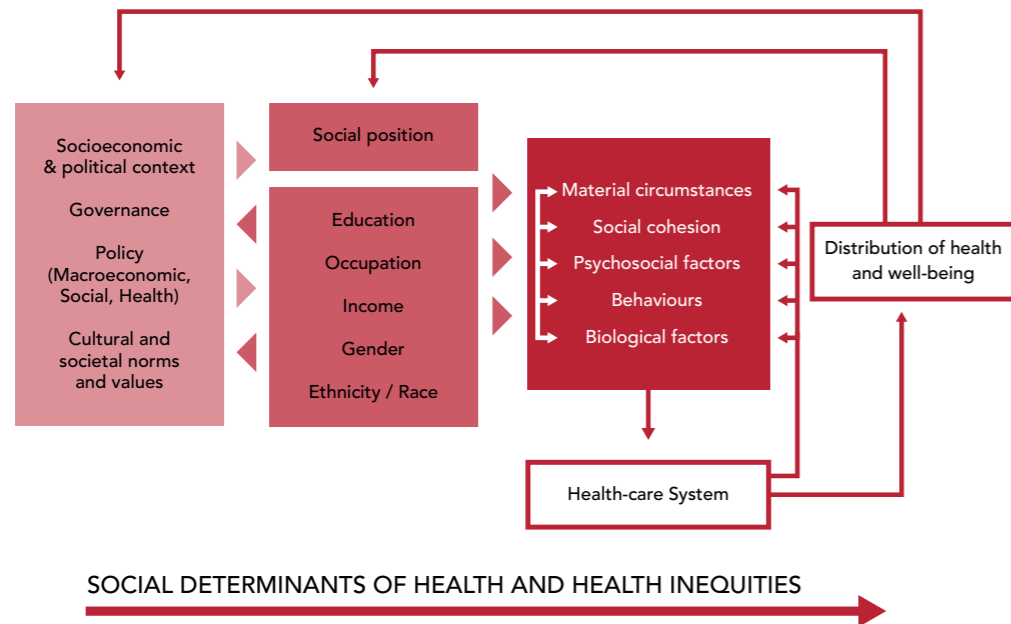 Socioeconomic
& political context
Governance
Policy
(Macroeconomic,
Social, Health)
Cultural and
societal norms
and values
Social position
Education
Occupation
Income
Gender
Ethnicity / Race
Material circumstances
Social cohesion
Psychosocial factors
Behaviours
Biological factors
Distribution of health
and well-being
Health-care System
SOCIAL DETERMINANTS OF HEALTH AND HEALTH INEQUITIES